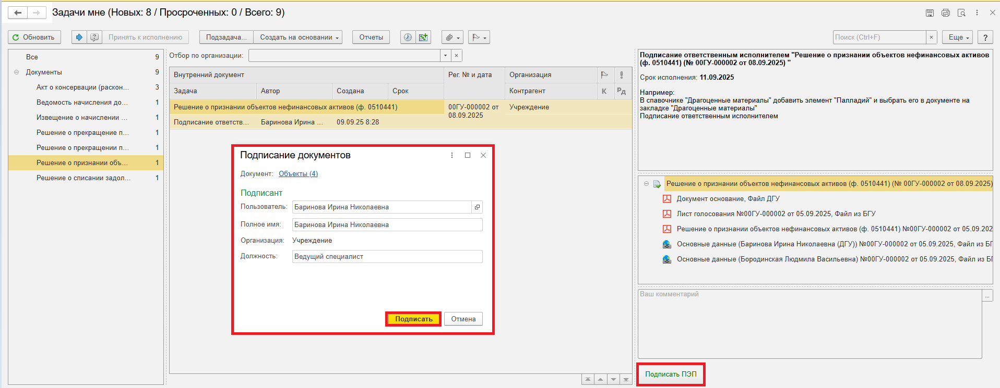 Задачи мне (Новых: 8 / Просроченных: 0 / Всего: 9)
Обновить
Принять к исполнению
Подзадача...
Создать на основании
Отчеты
Поиск (Ctrl+F)
×
Еще
?
Все 9
Документы 9
Акт о консервации (раскон... 3
Ведомость начисления до... 1
Извещение о начислении ... 1
Решение о прекращение п... 1
Решение о прекращении п... 1
Решение о признании объ... 1
Решение о списании задол... 1
Отбор по организации:
×
Внутренний документ Рег. № и дата Организация !
Задача Автор Создана Срок Контрагент К Рд
Решение о признании объектов нефинансовых активов (ф. 0510441) 00ГУ-000002 от Учреждение
08.09.2025
Подписание ответств... Баринова Ирина ... 09.09.25 8:28
Подписание документов
Документ: Объекты (4)
Подписант
Пользователь: Баринова Ирина Николаевна
Полное имя: Баринова Ирина Николаевна
Организация: Учреждение
Должность: Ведущий специалист
Подписать Отмена
Подписание ответственным исполнителем "Решение о признании объектов нефинансовых активов
(ф. 0510441) (№ 00ГУ-000002 от 08.09.2025) "
Срок исполнения: 11.09.2025
Например:
В спавочнике "Драгоценные материалы" добавить элемент "Палладий" и выбрать его в документе на
закладке "Драгоценные материалы"
Подписание ответственным исполнителем
Решение о признании объектов нефинансовых активов (ф. 0510441) (№ 00ГУ-000002 от 08.09.2025)
Документ основание, Файл ДГУ
Лист голосования №00ГУ-000002 от 05.09.2025, Файл из БГУ
Решение о признании объектов нефинансовых активов (ф. 0510441) №00ГУ-000002 от 05.09.202
Основные данные (Баринова Ирина Николаевна (ДГУ)) №00ГУ-000002 от 05.09.2025, Файл из БГ
Основные данные (Бородинская Людмила Васильевна) №00ГУ-000002 от 05.09.2025, Файл из БГ
Ваш комментарий
...
Подписать ПЭП